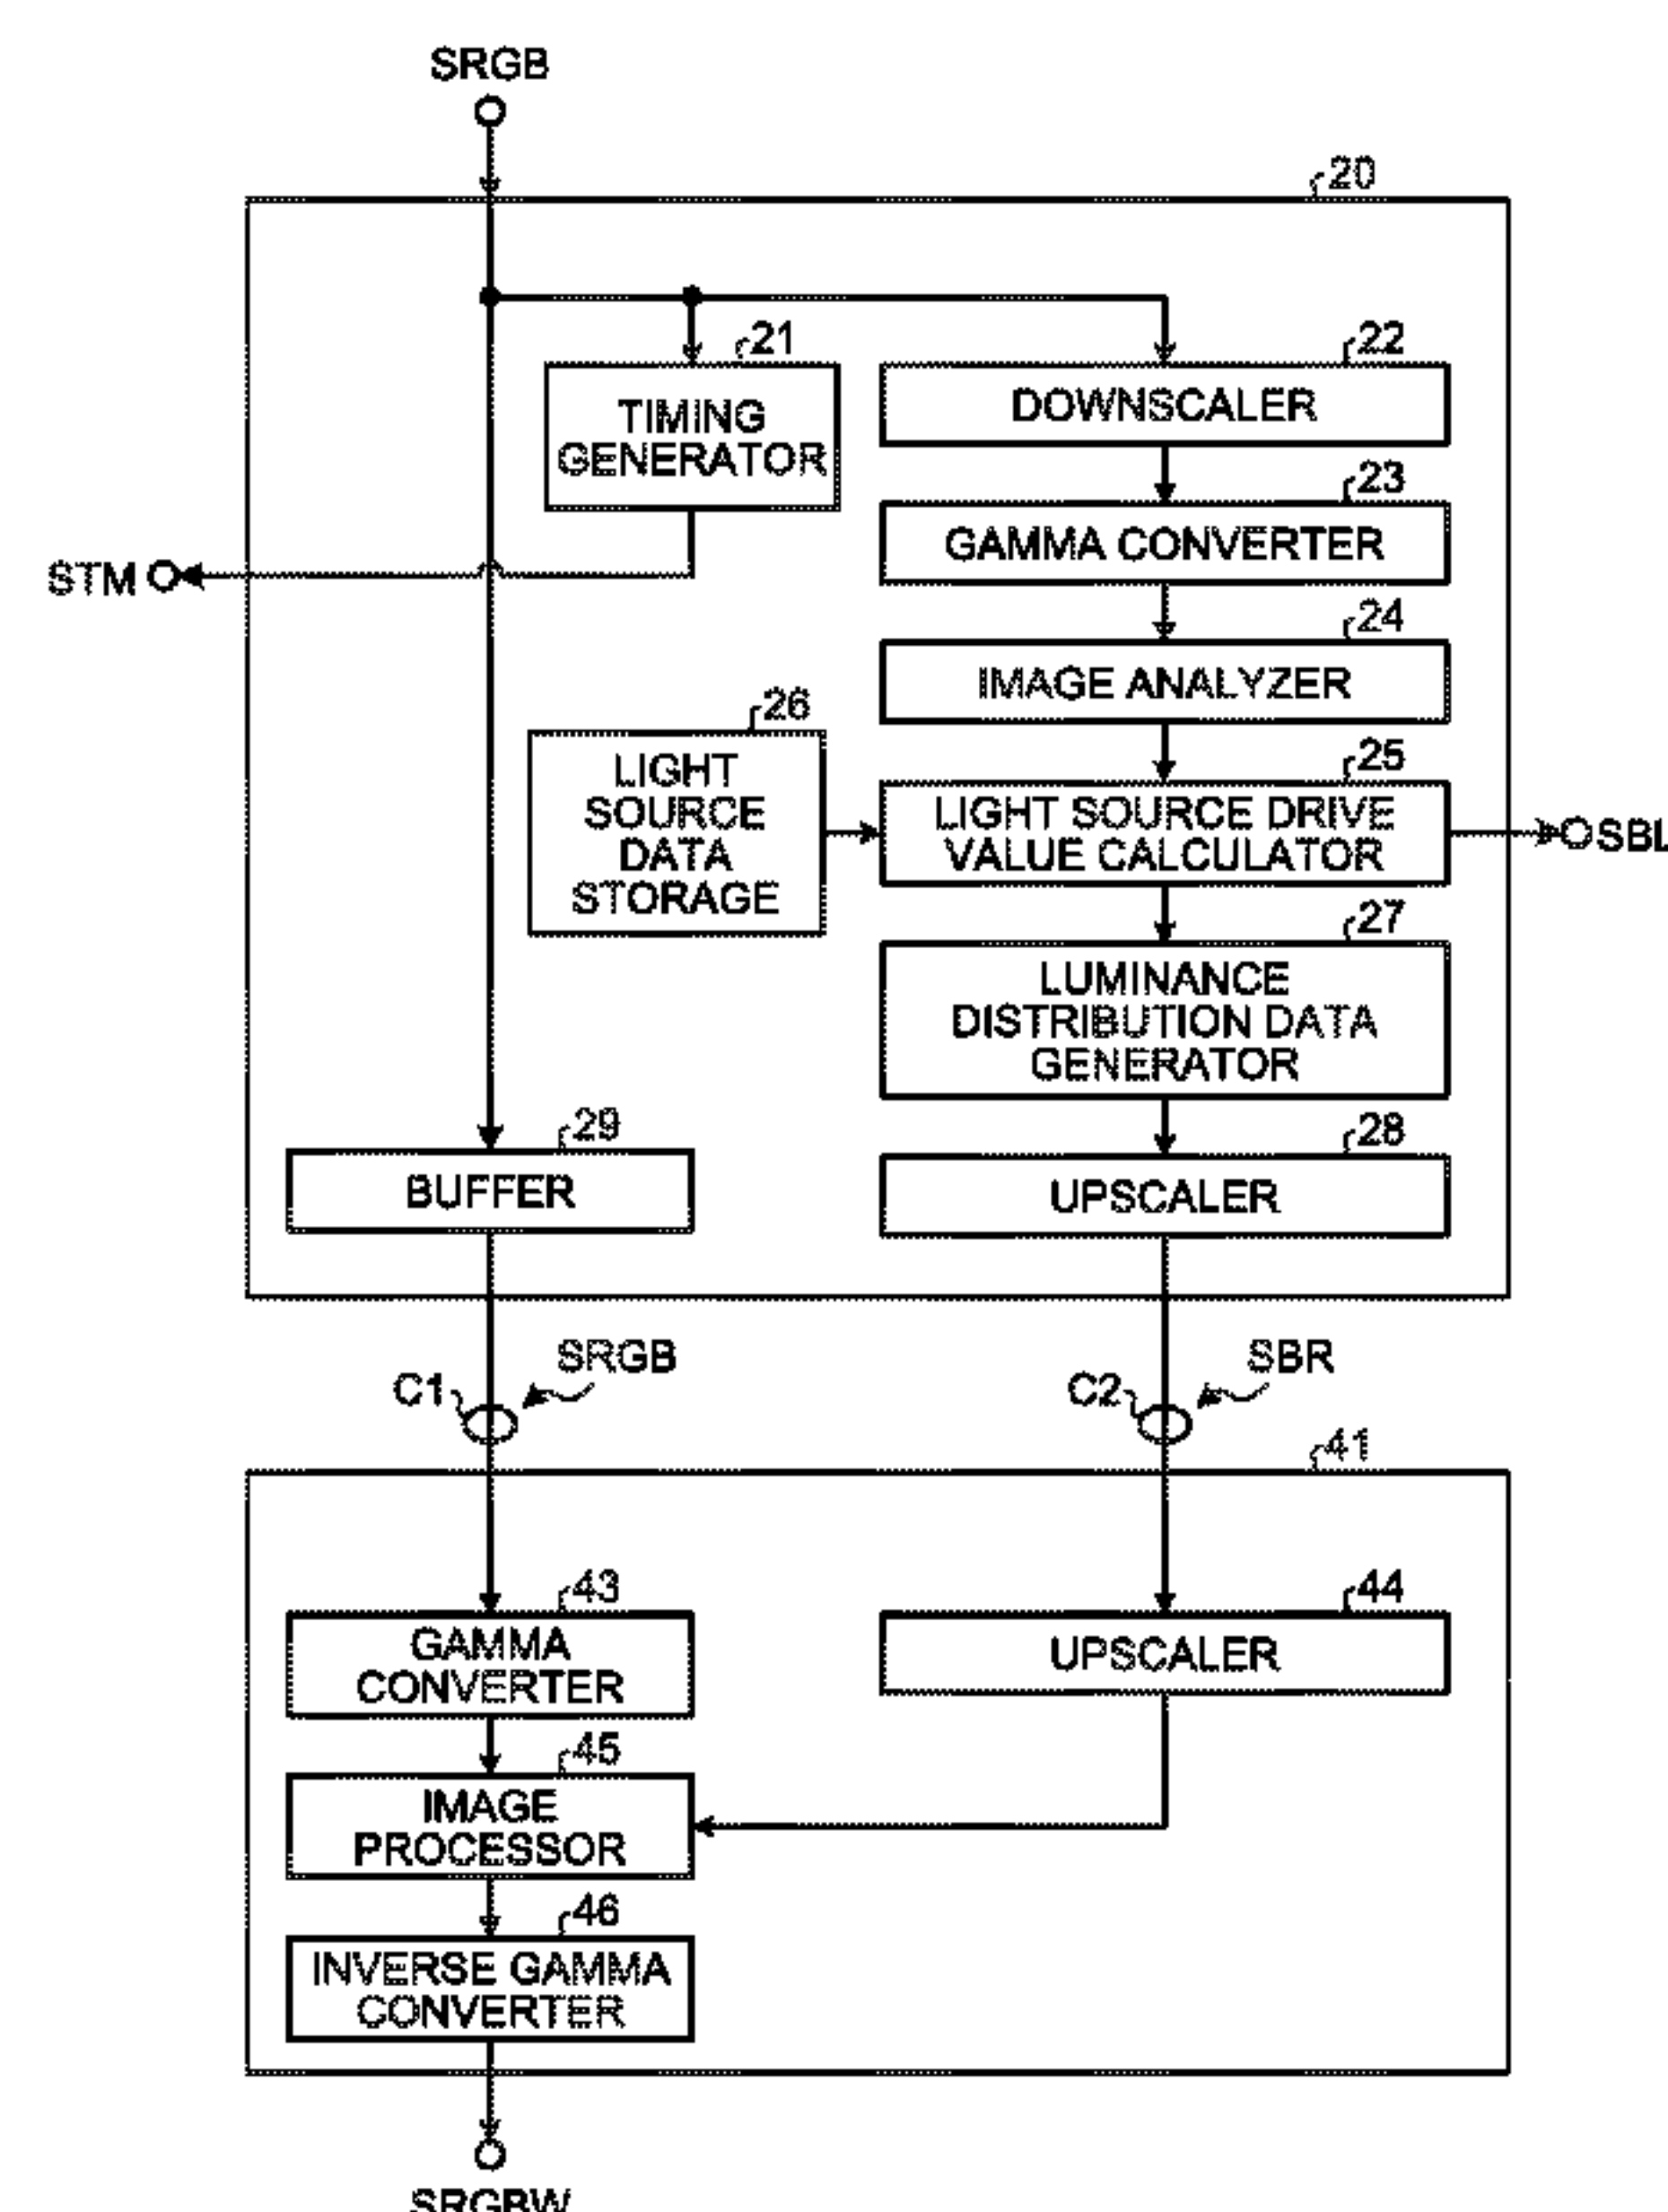 SRGB
20
21
22
TIMING
GENERATOR
DOWNSCALER
23
GAMMA CONVERTER
STM
24
IMAGE ANALYZER
26
LIGHT
SOURCE
DATA
STORAGE
25
LIGHT SOURCE DRIVE
VALUE CALCULATOR
SBL
27
LUMINANCE
DISTRIBUTION DATA
GENERATOR
29
BUFFER
28
UPSCALER
C1
SRGB
C2
SBR
41
43
GAMMA
CONVERTER
44
UPSCALER
45
IMAGE
PROCESSOR
46
INVERSE GAMMA
CONVERTER
SRGBW